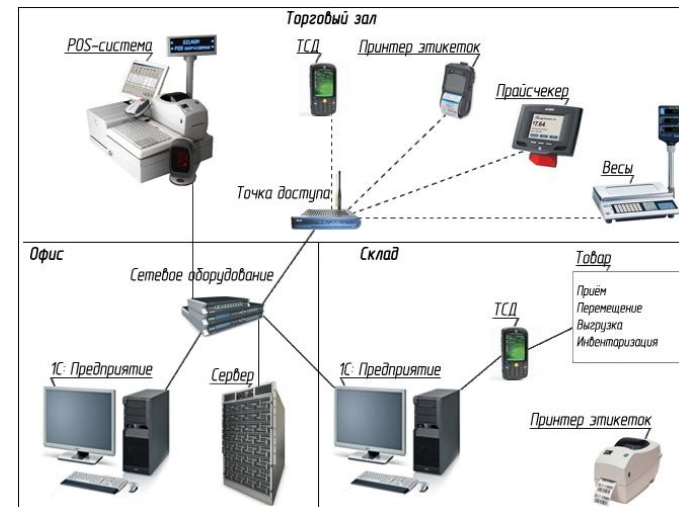 Торговый зал
POS-система
ТСД
Принтер этикеток
Прайсчекер
Весы
Точка доступа
Офис
Сетевое оборудование
Склад
Товар
Приём
Перемещение
Выгрузка
Инвентаризация
ТСД
1С: Предприятие
Сервер
1С: Предприятие
Принтер этикеток